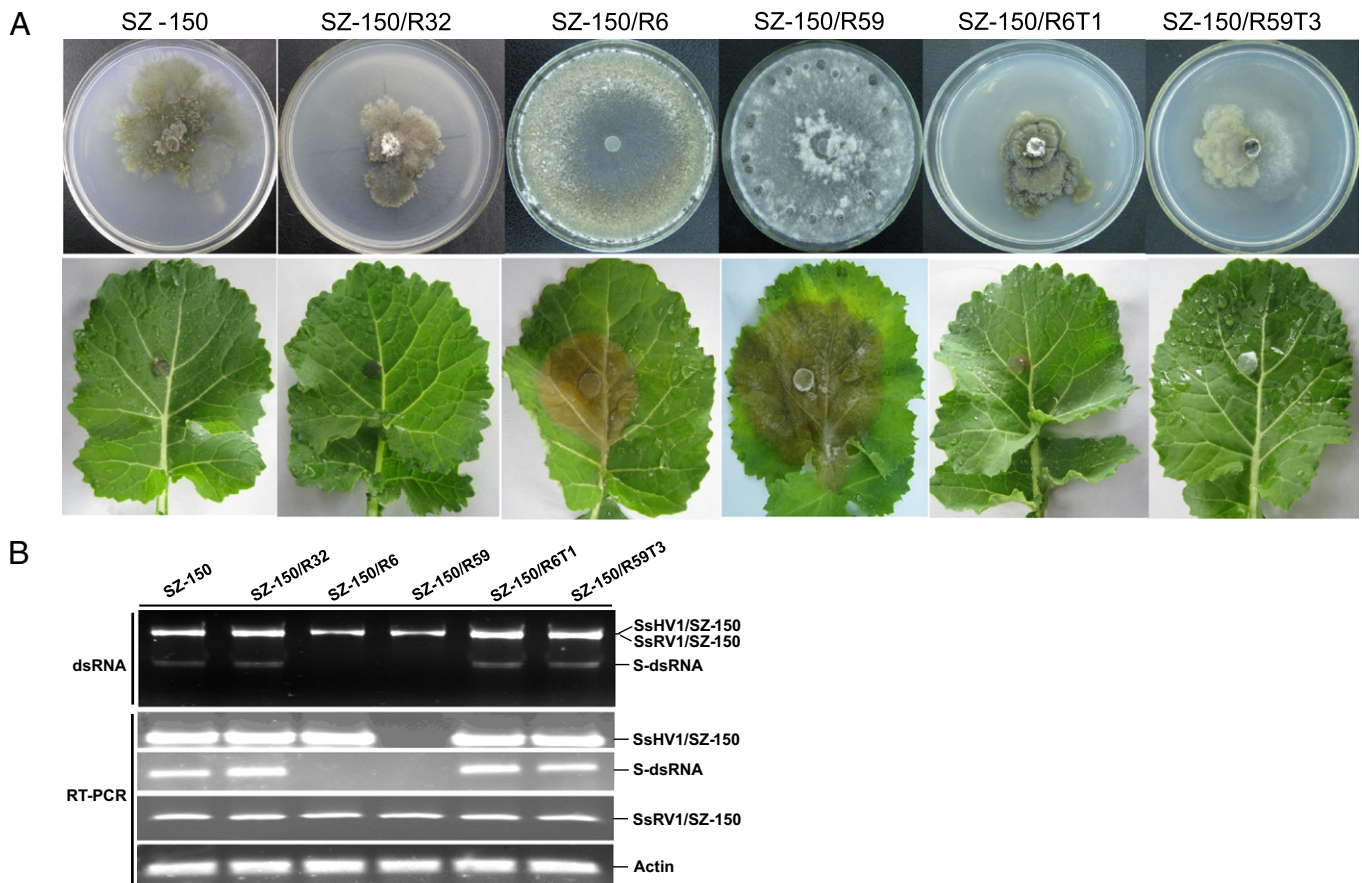 A
SZ -150 SZ-150/R32 SZ-150/R6 SZ-150/R59 SZ-150/R6T1 SZ-150/R59T3
B
SZ-150 SZ-150/R32 SZ-150/R6 SZ-150/R59 SZ-150/R6T1 SZ-150/R59T3
dsRNA
SsHV1/SZ-150
SsRV1/SZ-150
S-dsRNA
RT-PCR
SsHV1/SZ-150
S-dsRNA
SsRV1/SZ-150
Actin